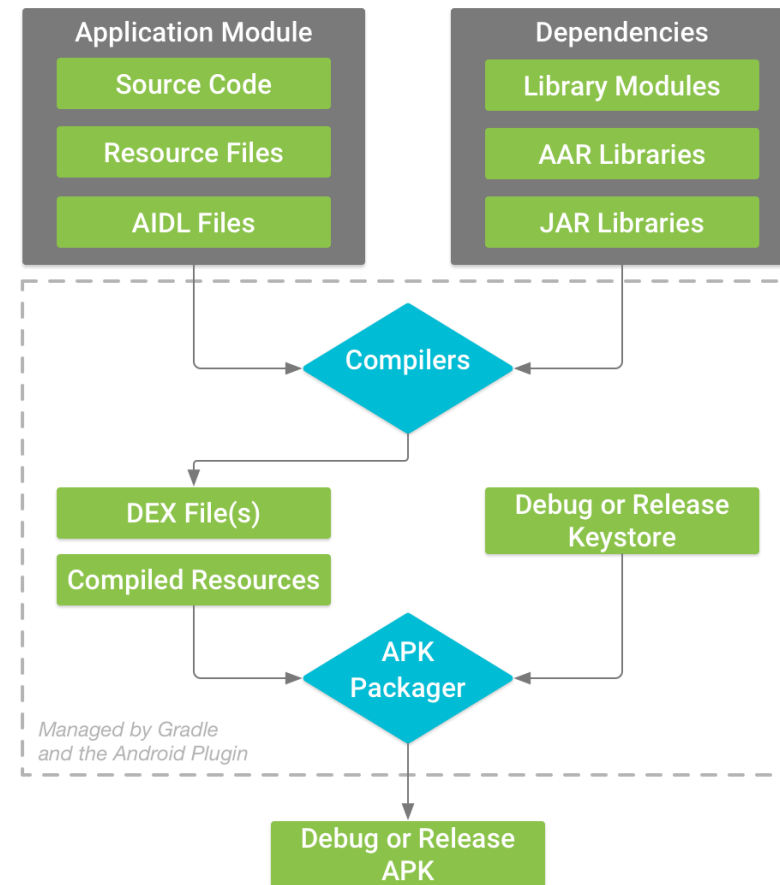 Application Module
Source Code
Resource Files
AIDL Files
Dependencies
Library Modules
AAR Libraries
JAR Libraries
Compilers
DEX File(s)
Compiled Resources
Debug or Release
Keystore
APK
Packager
Managed by Gradle
and the Android Plugin
Debug or Release
APK